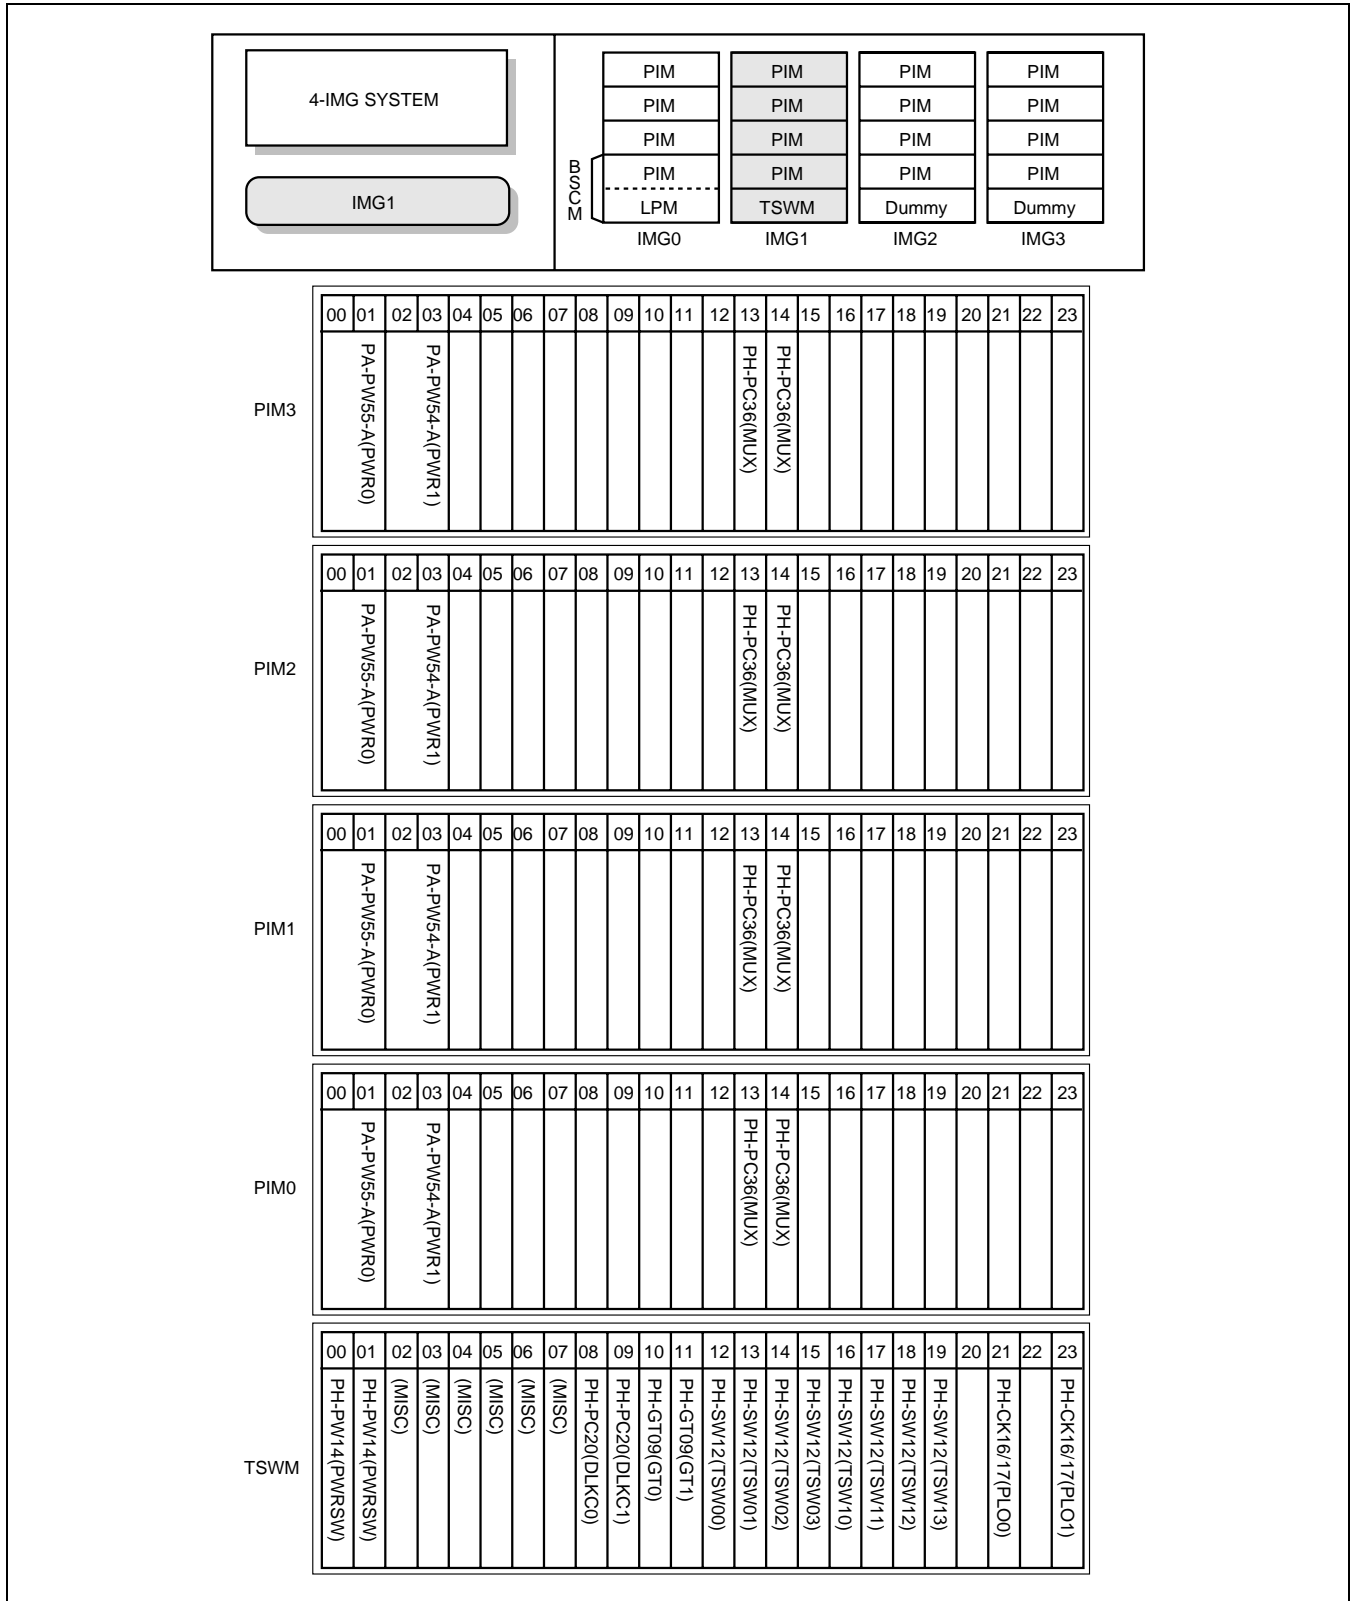 4-IMG SYSTEM
IMG1
BSCM
PIM PIM PIM PIM
PIM PIM PIM PIM
PIM PIM PIM PIM
PIM PIM PIM PIM
LPM TSWM Dummy Dummy
IMG0 IMG1 IMG2 IMG3
PIM3
00 01 02 03 04 05 06 07 08 09 10 11 12 13 14 15 16 17 18 19 20 21 22 23
PA-PW55-A(PWR0)
PA-PW54-A(PWR1)
PH-PC36(MUX)
PH-PC36(MUX)
PIM2
00 01 02 03 04 05 06 07 08 09 10 11 12 13 14 15 16 17 18 19 20 21 22 23
PA-PW55-A(PWR0)
PA-PW54-A(PWR1)
PH-PC36(MUX)
PH-PC36(MUX)
PIM1
00 01 02 03 04 05 06 07 08 09 10 11 12 13 14 15 16 17 18 19 20 21 22 23
PA-PW55-A(PWR0)
PA-PW54-A(PWR1)
PH-PC36(MUX)
PH-PC36(MUX)
PIM0
00 01 02 03 04 05 06 07 08 09 10 11 12 13 14 15 16 17 18 19 20 21 22 23
PA-PW55-A(PWR0)
PA-PW54-A(PWR1)
PH-PC36(MUX)
PH-PC36(MUX)
TSWM
00 01 02 03 04 05 06 07 08 09 10 11 12 13 14 15 16 17 18 19 20 21 22 23
PH-PW14(PWRSW)
PH-PW14(PWRSW)
(MISC)
(MISC)
(MISC)
(MISC)
(MISC)
(MISC)
PH-PC20(DLKC0)
PH-PC20(DLKC1)
PH-GT09(GT0)
PH-GT09(GT1)
PH-SW12(TSW00)
PH-SW12(TSW01)
PH-SW12(TSW02)
PH-SW12(TSW03)
PH-SW12(TSW10)
PH-SW12(TSW11)
PH-SW12(TSW12)
PH-SW12(TSW13)
PH-CK16/17(PLO0)
PH-CK16/17(PLO1)